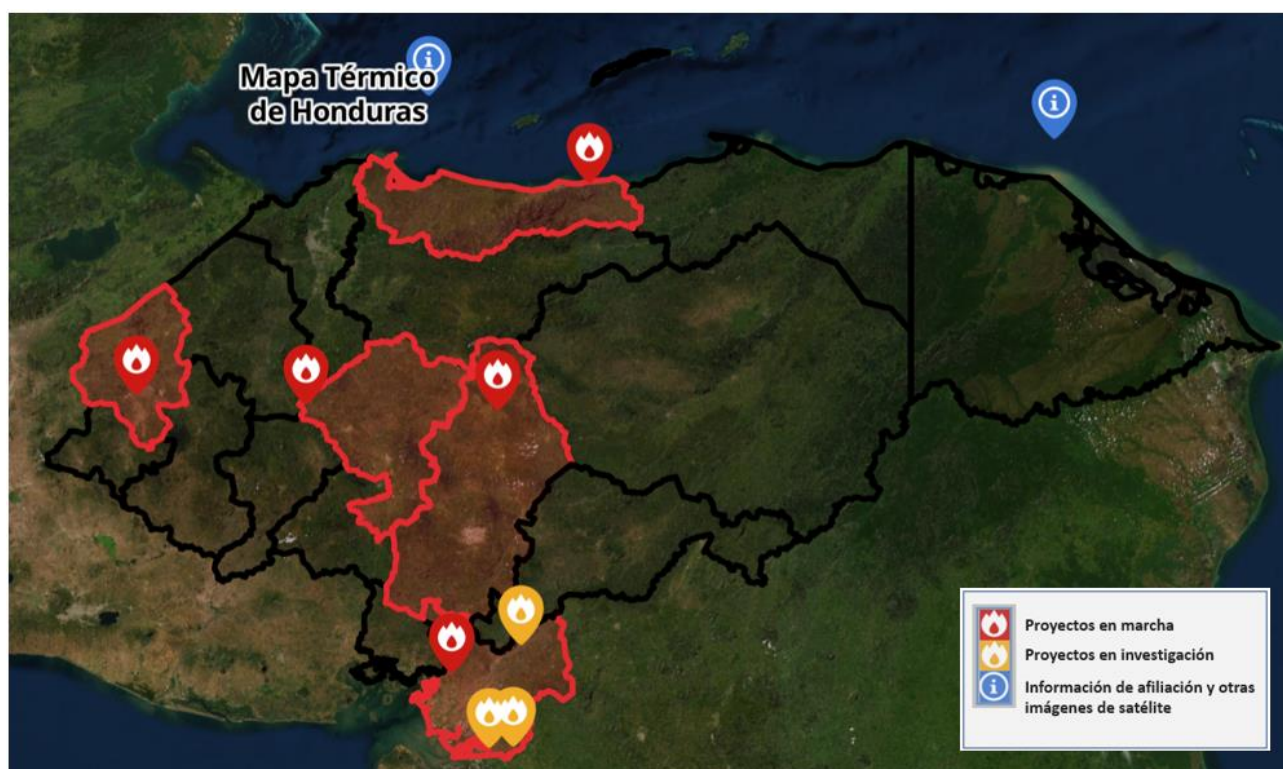 Mapa Térmico
de Honduras
Proyectos en marcha
Proyectos en investigación
Información de afiliación y otras
imágenes de satélite